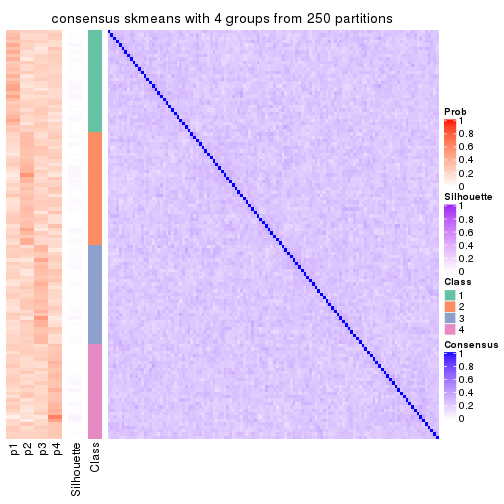 consensus skmeans with 4 groups from 250 partitions
Prob
1
0.8
0.6
0.4
0.2
0
Silhouette
1
0.8
0.6
0.4
0.2
0
Class
1
2
3
4
Consensus
1
0.8
0.6
0.4
0.2
0
p1
p2
p3
p4
Silhouette
Class